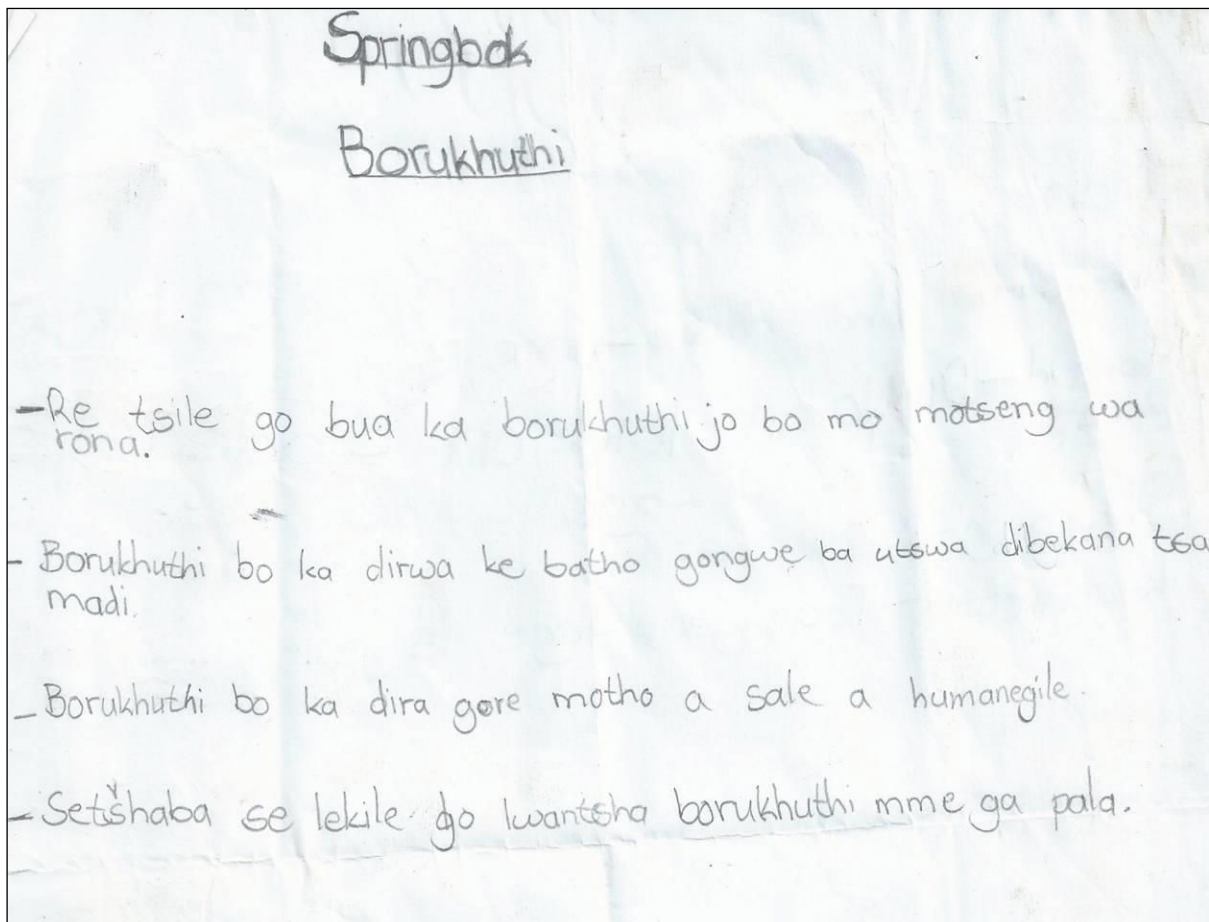 Springbok
Borukhuthi
- Re tsile go bua ka borukhuthi jo bo mo motseng wa
rona.
- Borukhuthi bo ka dirwa ke batho gongwe ba utswa dibekana tsa
madi.
- Borukhuthi bo ka dira gore motho a sale a humanegile.
- Setšhaba se lekile go lwantsha borukhuthi mme ga pala.